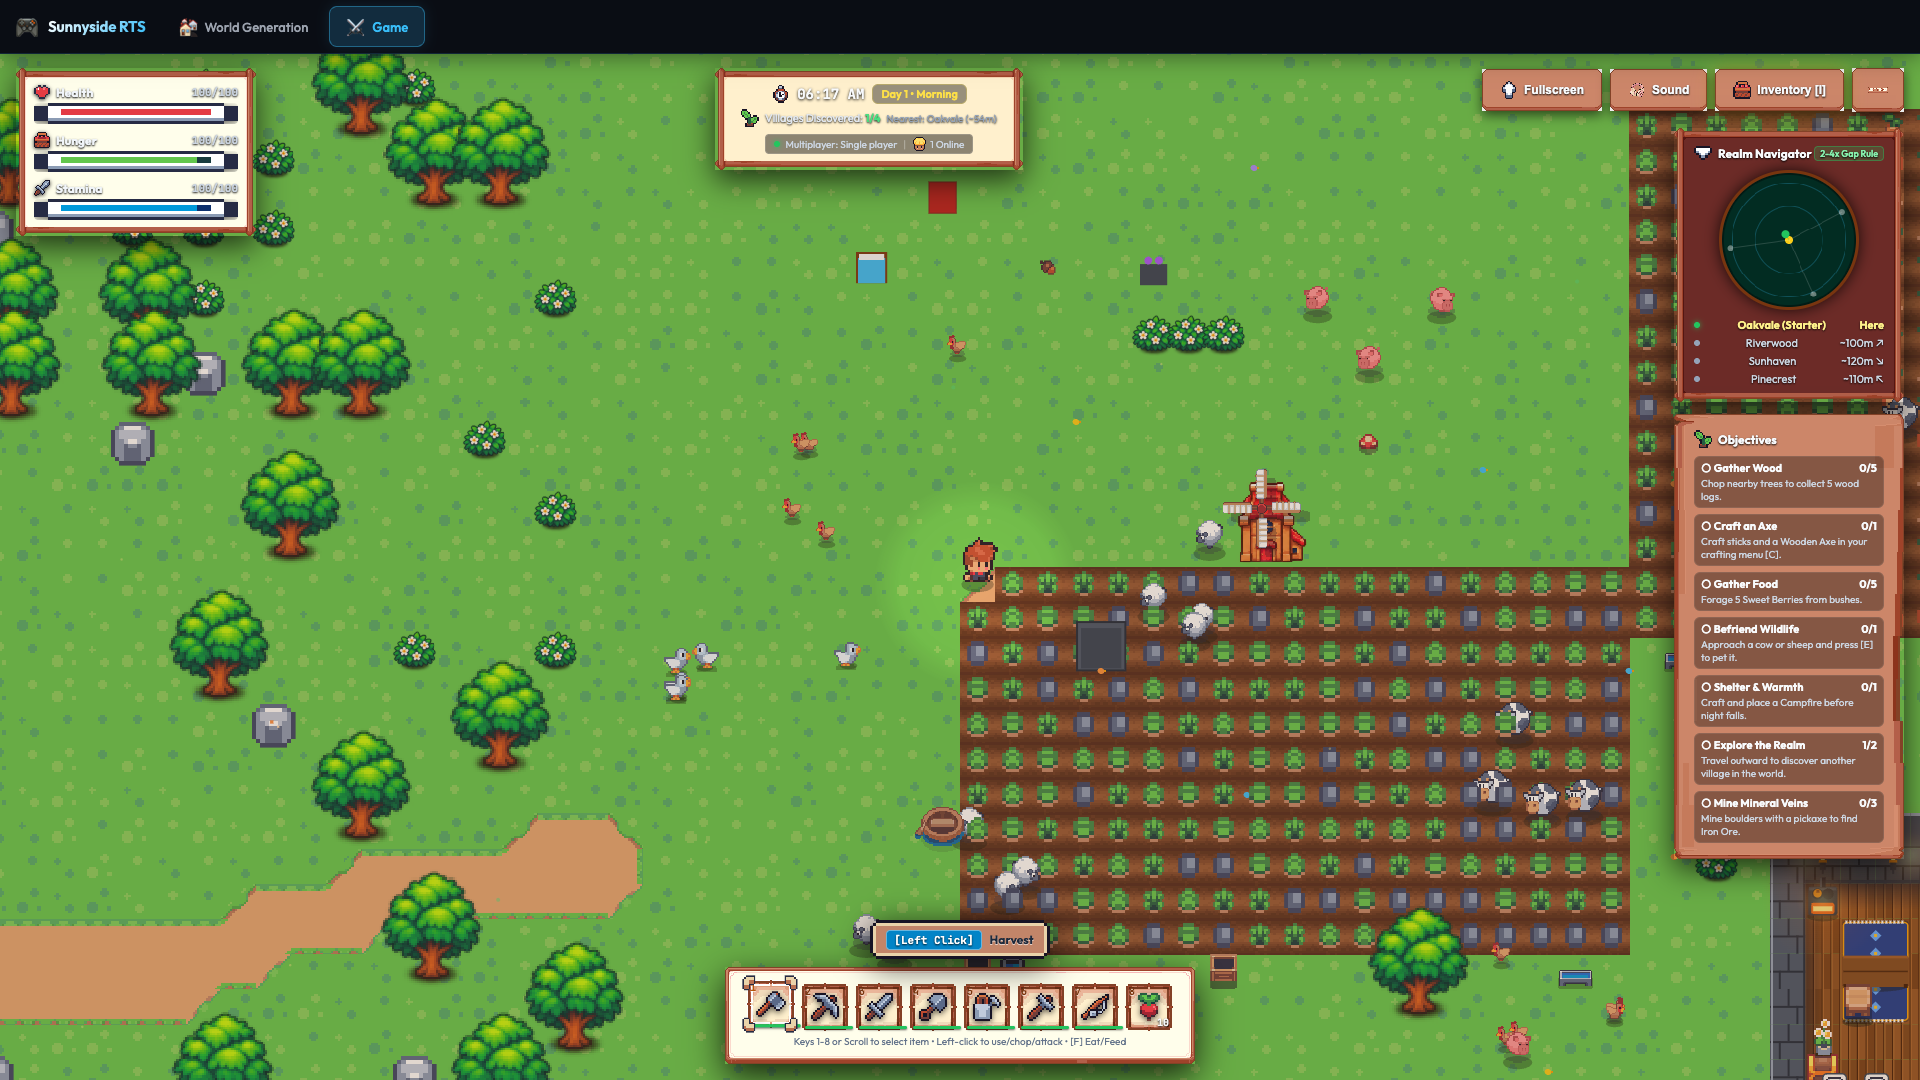 Sunnyside RTS
World Generation
Game
Health 100/100
Hunger 100/100
Stamina 100/100
06:17 AM Day 1 • Morning
Villages Discovered: 1/4 Nearest: Oakvale (~54m)
Multiplayer: Single player | 1 Online
Fullscreen
Sound
Inventory [I]
Realm Navigator 2-4x Gap Rule
Oakvale (Starter) Here
Riverwood ~100m ↗
Sunhaven ~120m ↘
Pinecrest ~110m ↖
Objectives
Gather Wood 0/5
Chop nearby trees to collect 5 wood
logs.
Craft an Axe 0/1
Craft sticks and a Wooden Axe in your
crafting menu [C].
Gather Food 0/5
Forage 5 Sweet Berries from bushes.
Befriend Wildlife 0/1
Approach a cow or sheep and press [E]
to pet it.
Shelter & Warmth 0/1
Craft and place a Campfire before
night falls.
Explore the Realm 1/2
Travel outward to discover another
village in the world.
Mine Mineral Veins 0/3
Mine boulders with a pickaxe to find
Iron Ore.
[Left Click] Harvest
10
Keys 1-8 or Scroll to select item • Left-click to use/chop/attack • [F] Eat/Feed